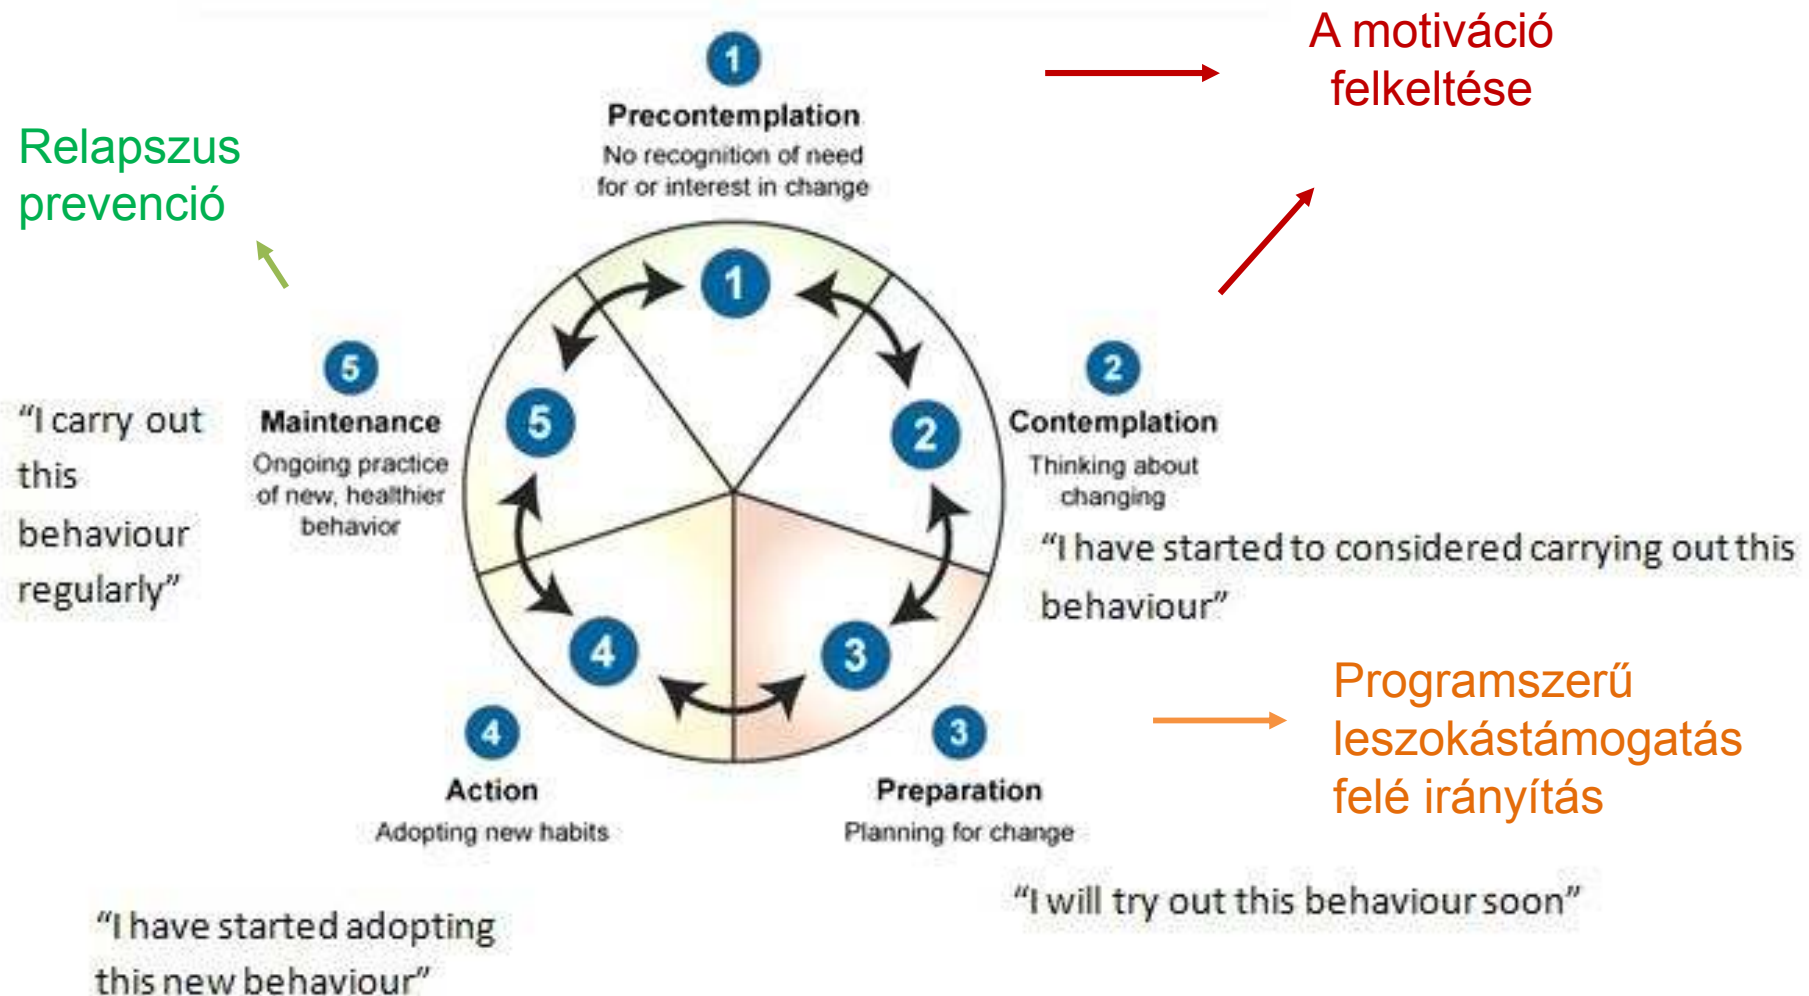 1
Precontemplation
No recognition of need
for or interest in change
A motiváció
felkeltése
Relapszus
prevenció
1
2
3
4
5
2
Contemplation
Thinking about
changing
"I have started to considered carrying out this
behaviour"
3
Preparation
Planning for change
"I will try out this behaviour soon"
Programszerű
leszokástámogatás
felé irányítás
4
Action
Adopting new habits
"I have started adopting
this new behaviour"
5
Maintenance
Ongoing practice
of new, healthier
behavior
"I carry out
this
behaviour
regularly"